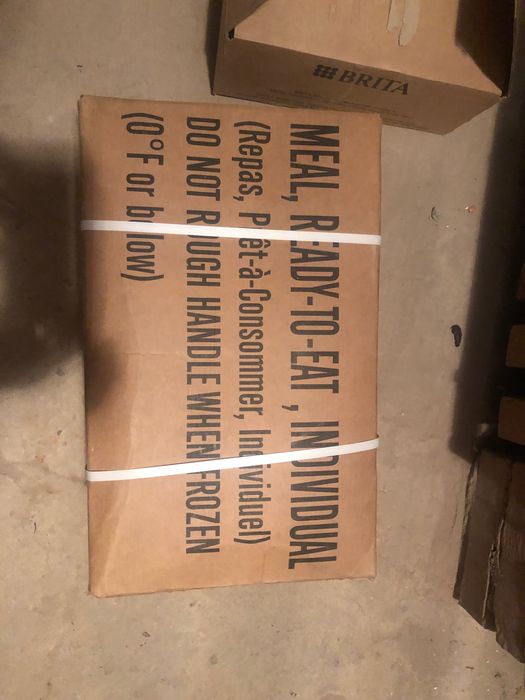 MEAL, READY-TO-EAT , INDIVIDUAL
(Repas, Prêt-à-Consommer, Individuel)
DO NOT ROUGH HANDLE WHEN FROZEN
(0°F or below)
BRITA